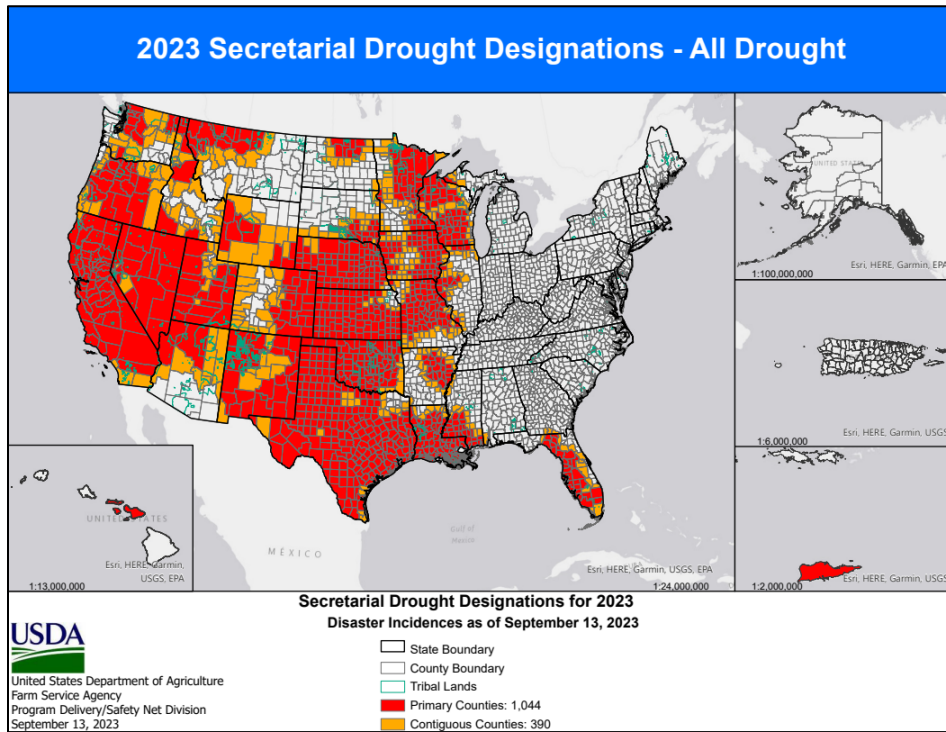 2023 Secretarial Drought Designations - All Drought
UNITED STATES
Esri, HERE, Garmin, EPA
1:100,000,000
Esri, HERE, Garmin, USGS
1:6,000,000
UNITED STATES
Esri, HERE, Garmin,
USGS, EPA
1:13,000,000
MÉXICO
Gulf of
Mexico
Esri, HERE, Garmin, USGS, EPA
1:24,000,000
Esri, HERE, Garmin, USGS
1:2,000,000
Secretarial Drought Designations for 2023
Disaster Incidences as of September 13, 2023
USDA
United States Department of Agriculture
Farm Service Agency
Program Delivery/Safety Net Division
September 13, 2023
State Boundary
County Boundary
Tribal Lands
Primary Counties: 1,044
Contiguous Counties: 390